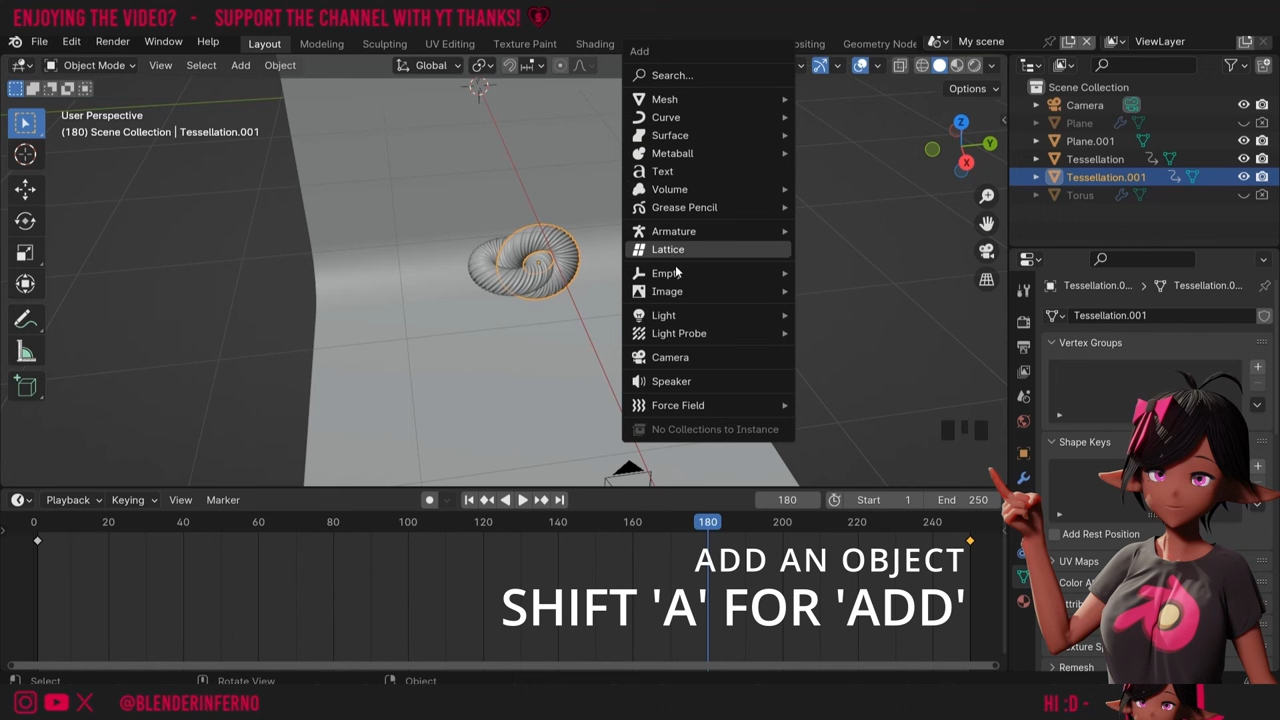 ENJOYING THE VIDEO? - SUPPORT THE CHANNEL WITH YT THANKS!
File Edit Render Window Help Layout Modeling Sculpting UV Editing Texture Paint Shading Geometry Node My scene ViewLayer
Object Mode View Select Add Object Global
Options
User Perspective
(180) Scene Collection | Tessellation.001
Add
Search...
Mesh
Curve
Surface
Metaball
Text
Volume
Grease Pencil
Armature
Lattice
Empty
Image
Light
Light Probe
Camera
Speaker
Force Field
No Collections to Instance
X
Y
Z
Scene Collection
Camera
Plane
Plane.001
Tessellation
Tessellation.001
Torus
Tessellation.0... > Tessellation.0...
Tessellation.001
Vertex Groups
Shape Keys
Add Rest Position
UV Maps
Remesh
Playback Keying View Marker 180 Start 1 End 250
0 20 40 60 80 100 120 140 160 180 200 220 240
ADD AN OBJECT
SHIFT 'A' FOR 'ADD'
Select Rotate View Object
@BLENDERINFERNO
HI :D -